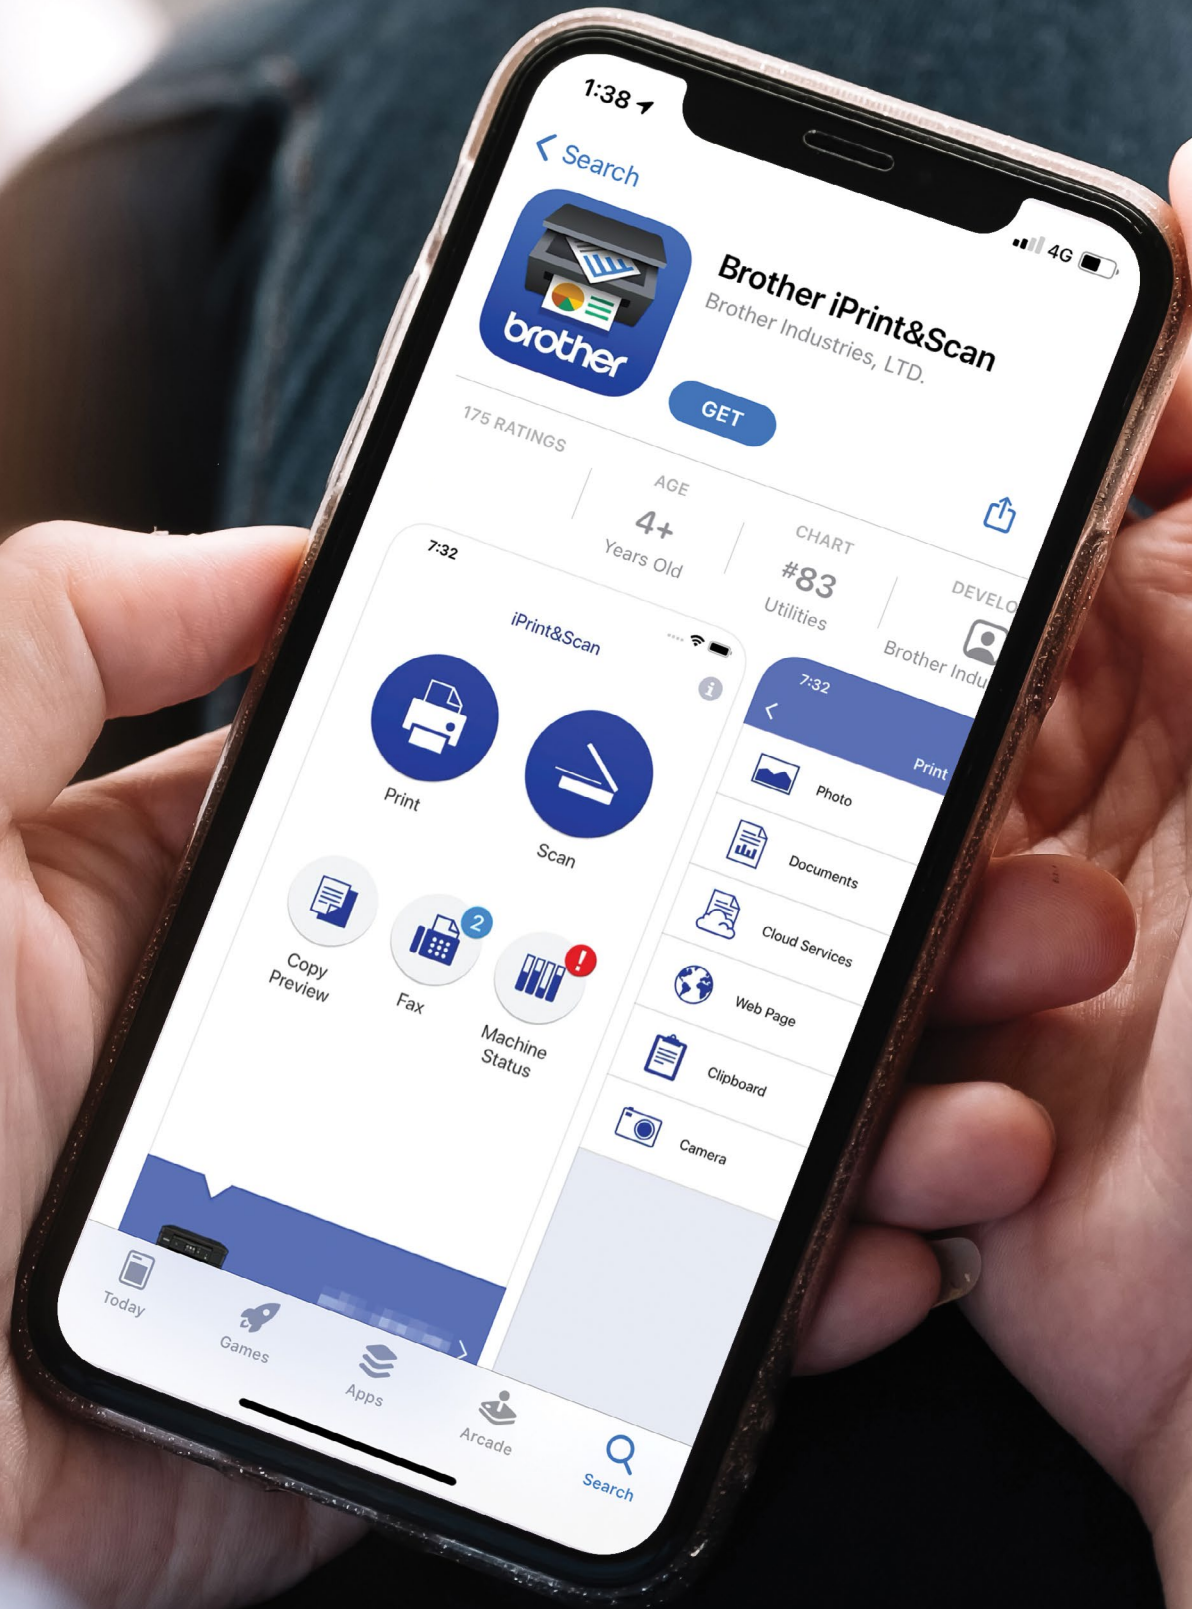 1:38
4G
Search
Brother iPrint&Scan
Brother Industries, LTD.
brother
GET
175 RATINGS
AGE
4+
Years Old
CHART
#83
Utilities
DEVELO
Brother Indu
7:32
iPrint&Scan
Print
Scan
Copy
Preview
Fax
2
Machine
Status
!
7:32
Print
Photo
Documents
Cloud Services
Web Page
Clipboard
Camera
Today
Games
Apps
Arcade
Search